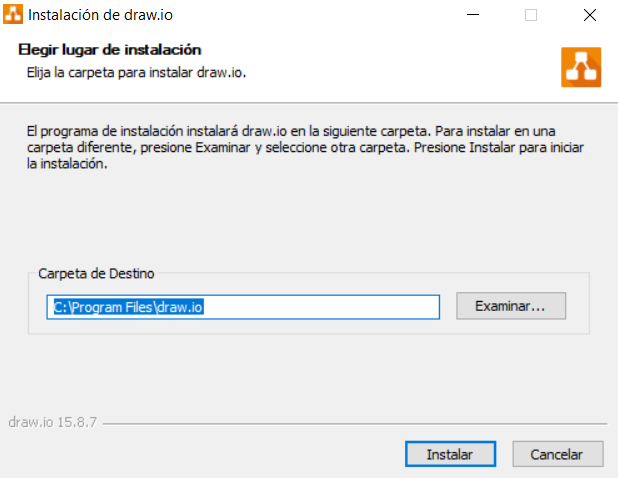 Instalación de draw.io
Elegir lugar de instalación
Elija la carpeta para instalar draw.io.
El programa de instalación instalará draw.io en la siguiente carpeta. Para instalar en una
carpeta diferente, presione Examinar y seleccione otra carpeta. Presione Instalar para iniciar
la instalación.
Carpeta de Destino
C:\Program Files\draw.io
Examinar...
draw.io 15.8.7
Instalar
Cancelar